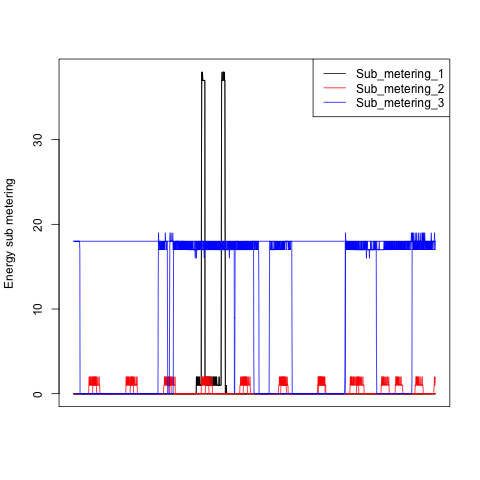 Sub_metering_1
Sub_metering_2
Sub_metering_3
Energy sub metering
30
20
10
0